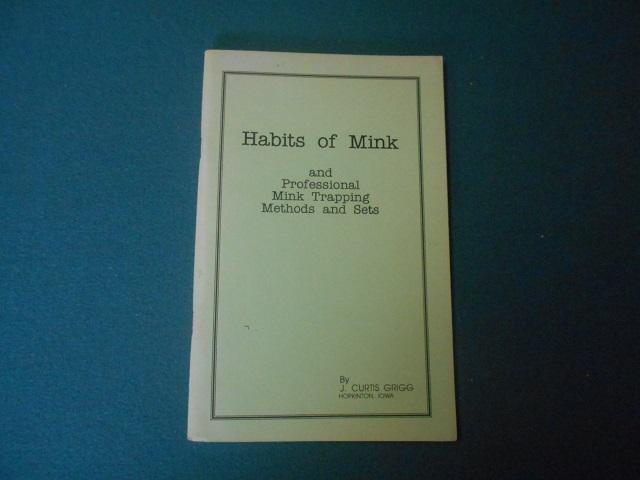 Habits of Mink
and
Professional
Mink Trapping
Methods and Sets
By
J. CURTIS GRIGG
HOPKINTON, IOWA